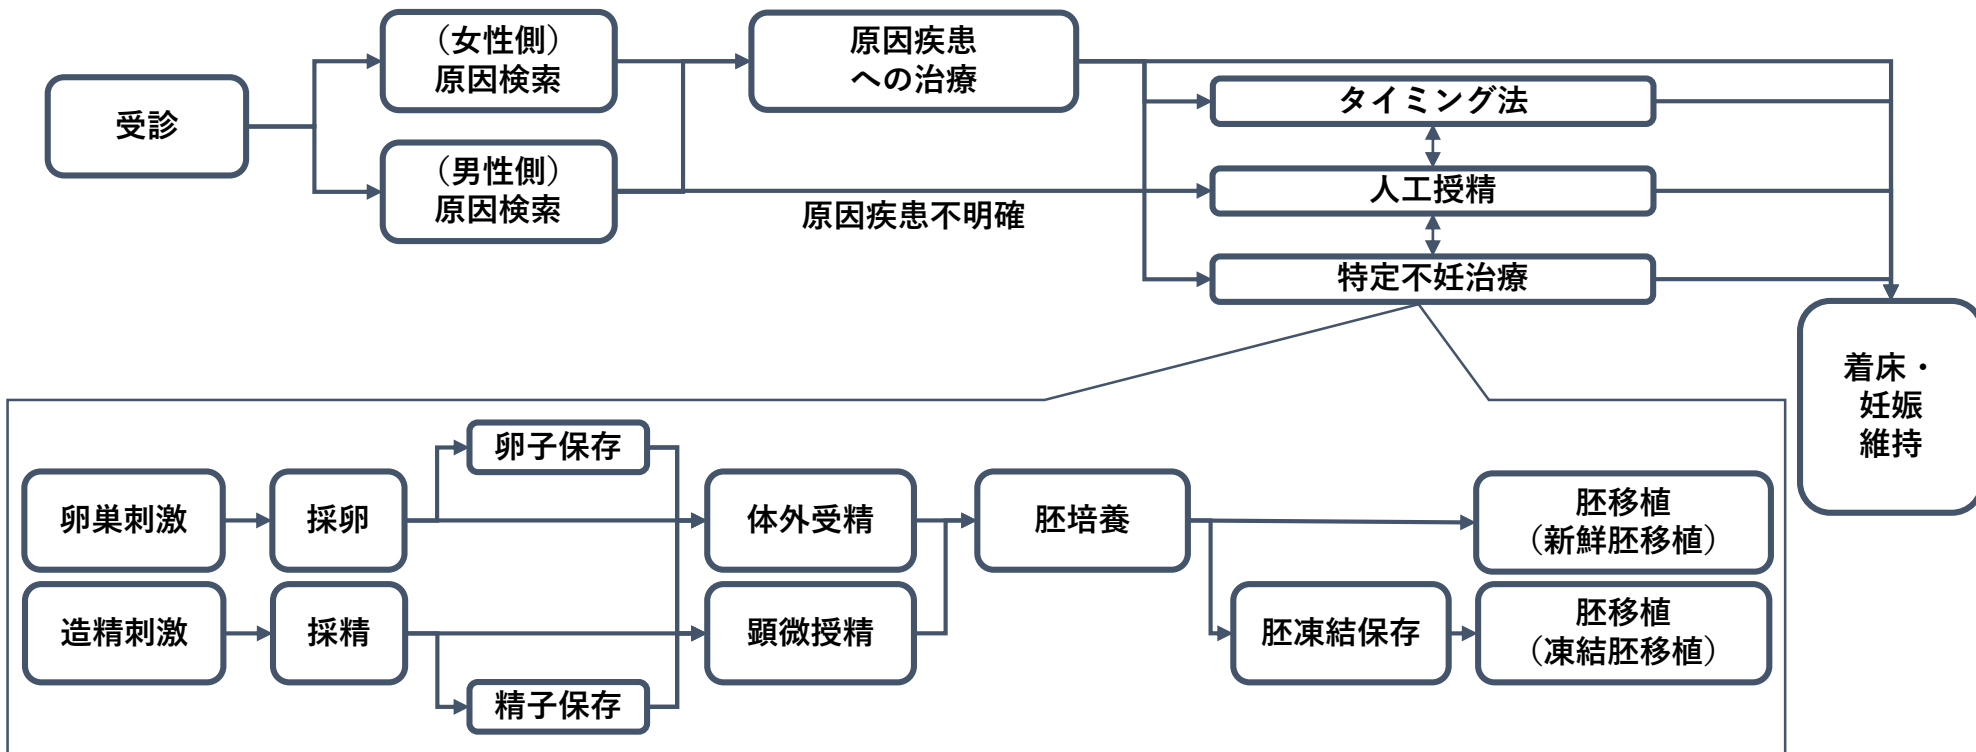 受診
（女性側）
原因検索
（男性側）
原因検索
原因疾患
への治療
原因疾患不明確
タイミング法
人工授精
特定不妊治療
着床・
妊娠
維持
卵巣刺激
採卵
卵子保存
造精刺激
採精
精子保存
体外受精
顕微授精
胚培養
胚凍結保存
胚移植
（新鮮胚移植）
胚移植
（凍結胚移植）